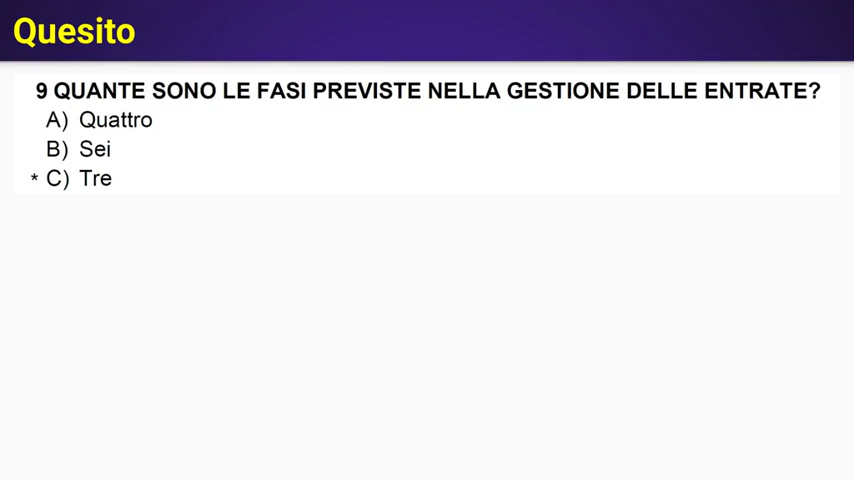 Quesito
9 QUANTE SONO LE FASI PREVISTE NELLA GESTIONE DELLE ENTRATE?
A) Quattro
B) Sei
* C) Tre